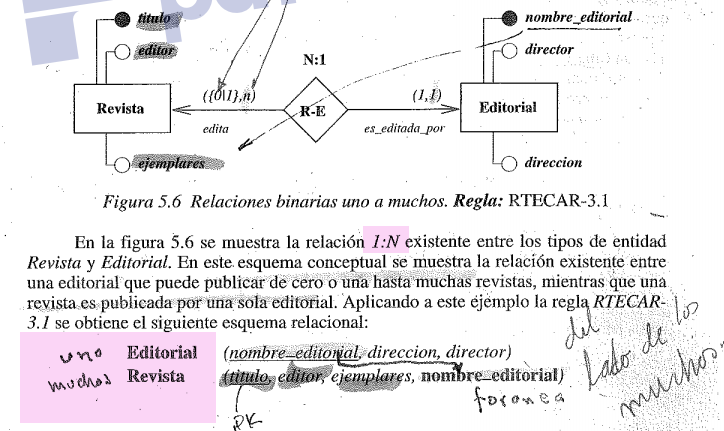 titulo
nombre_editorial
editor
director
N:1
({0\1},n)
(1,1)
Revista
R-E
Editorial
edita
es_editada_por
ejemplares
direccion
Figura 5.6 Relaciones binarias uno a muchos. Regla: RTECAR-3.1
En la figura 5.6 se muestra la relación 1:N existente entre los tipos de entidad
Revista y Editorial. En este esquema conceptual se muestra la relación existente entre
una editorial que puede publicar de cero o una hasta muchas revistas, mientras que una
revista es publicada por una sola editorial. Aplicando a este ejemplo la regla RTECAR-
3.1 se obtiene el siguiente esquema relacional:
uno Editorial (nombre_editorial, direccion, director)
muchos Revista (titulo, editor, ejemplares, nombre_editorial)
PK foranea
del
lado de los
muchos.